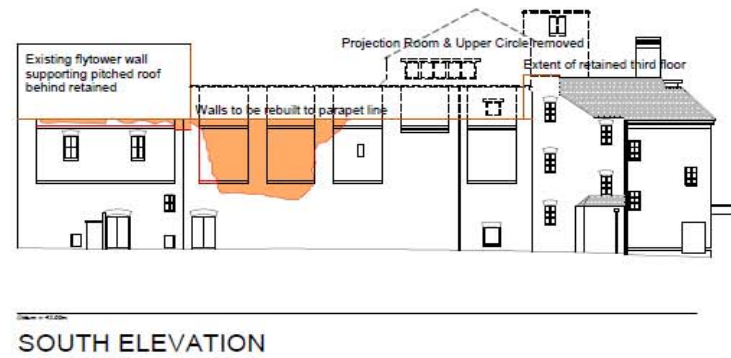 Projection Room & Upper Circle removed
Existing flytower wall
supporting pitched roof
behind retained
Extent of retained third floor
Walls to be rebuilt to parapet line
SOUTH ELEVATION